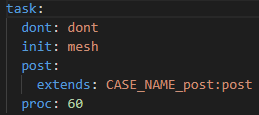 task:
  dont: dont
  init: mesh
  post:
    extends: CASE_NAME_post:post
  proc: 60